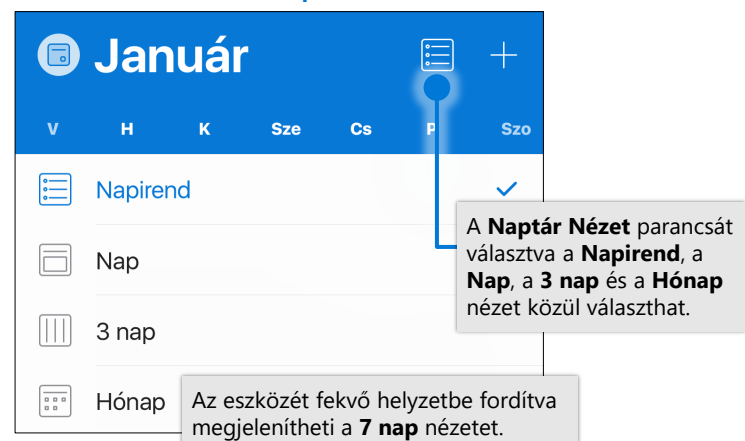 Január
V H K Sze Cs P Szo
Napirend
A Naptár Nézet parancsát
választva a Napirend, a
Nap, a 3 nap és a Hónap
nézet közül választhat.
Nap
3 nap
Hónap
Az eszközét fekvő helyzetbe fordítva
megjelenítheti a 7 nap nézetet.